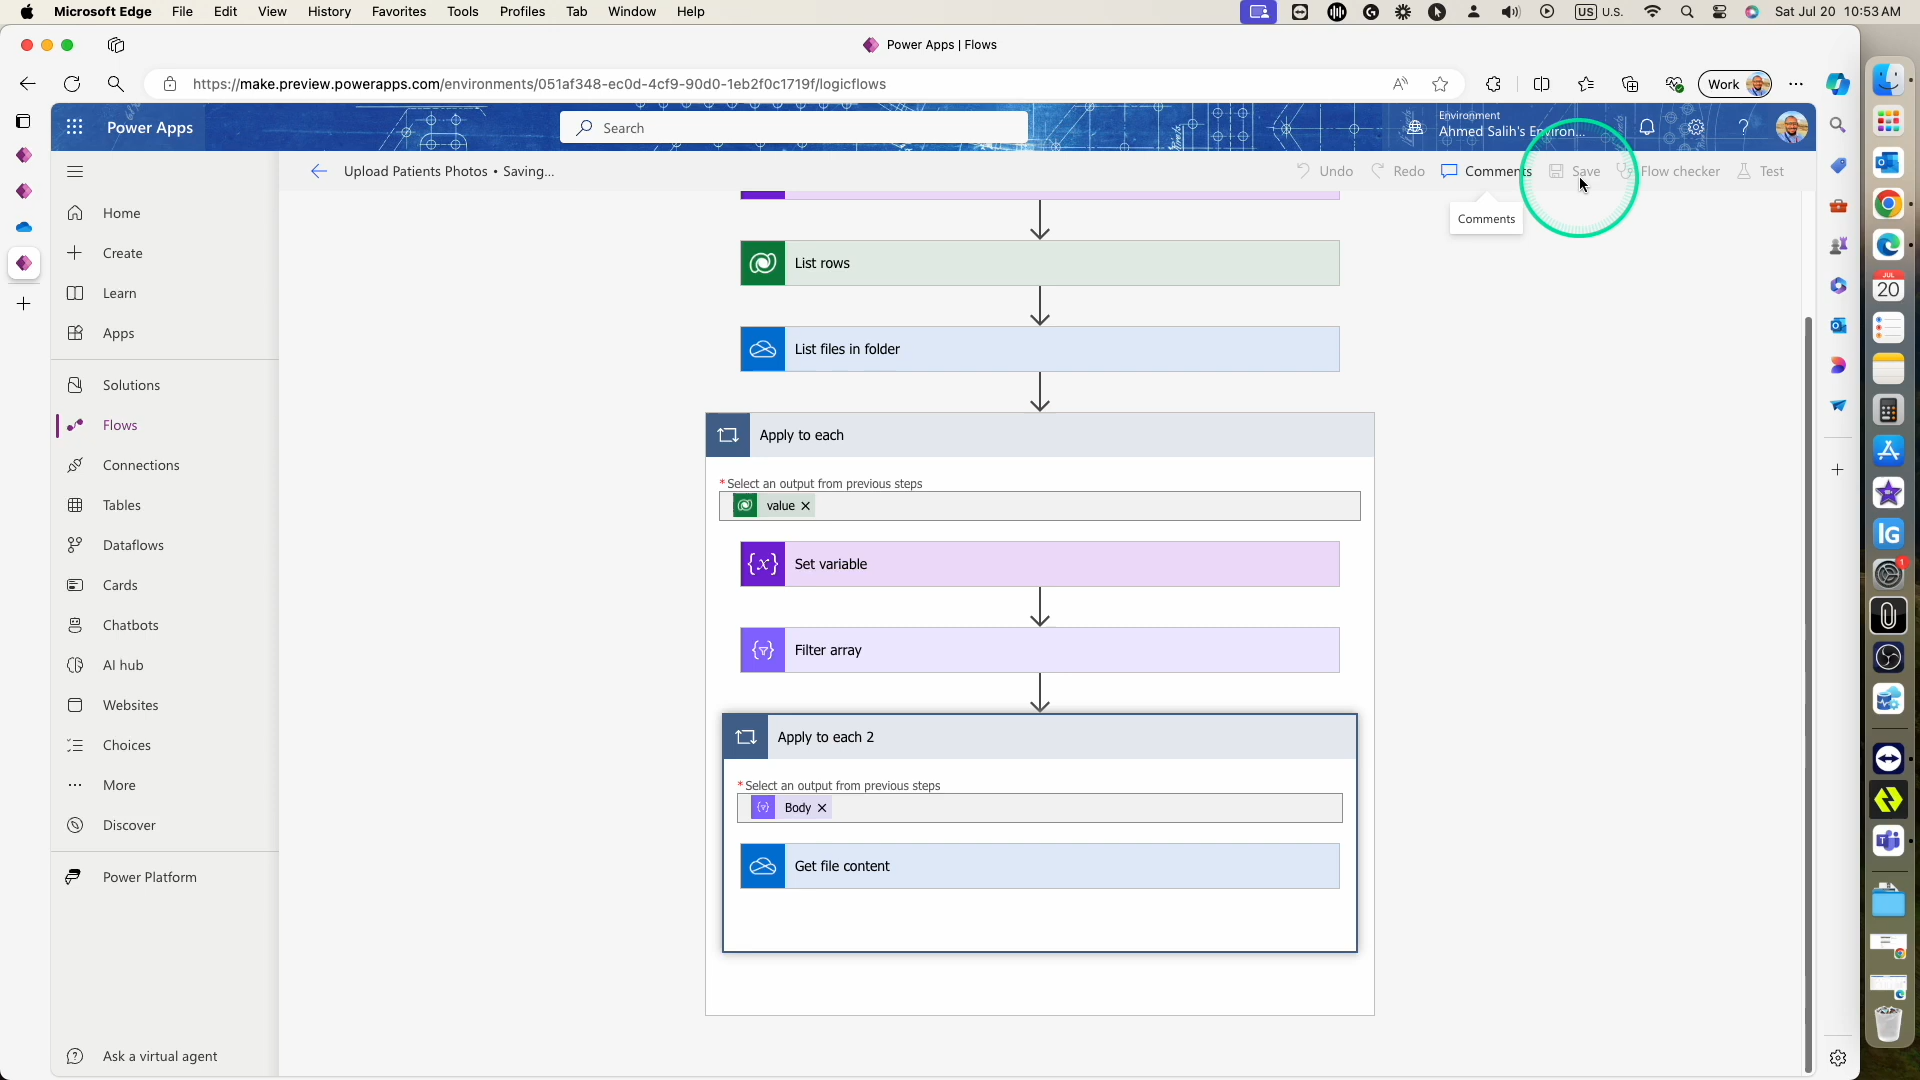 Microsoft Edge File Edit View History Favorites Tools Profiles Tab Window Help
US U.S. Sat Jul 20 10:53 AM
Power Apps | Flows
https://make.preview.powerapps.com/environments/051af348-ec0d-4cf9-90d0-1eb2f0c1719f/logicflows
Work
Power Apps
Search
Environment
Ahmed Salih's Environ...
Upload Patients Photos • Saving...
Undo Redo Comments Save Flow checker Test
Comments
Home
Create
Learn
Apps
Solutions
Flows
Connections
Tables
Dataflows
Cards
Chatbots
AI hub
Websites
Choices
More
Discover
Power Platform
Ask a virtual agent
List rows
List files in folder
Apply to each
* Select an output from previous steps
value
{x} Set variable
Filter array
Apply to each 2
* Select an output from previous steps
Body
Get file content
JUL
20
Ig
1